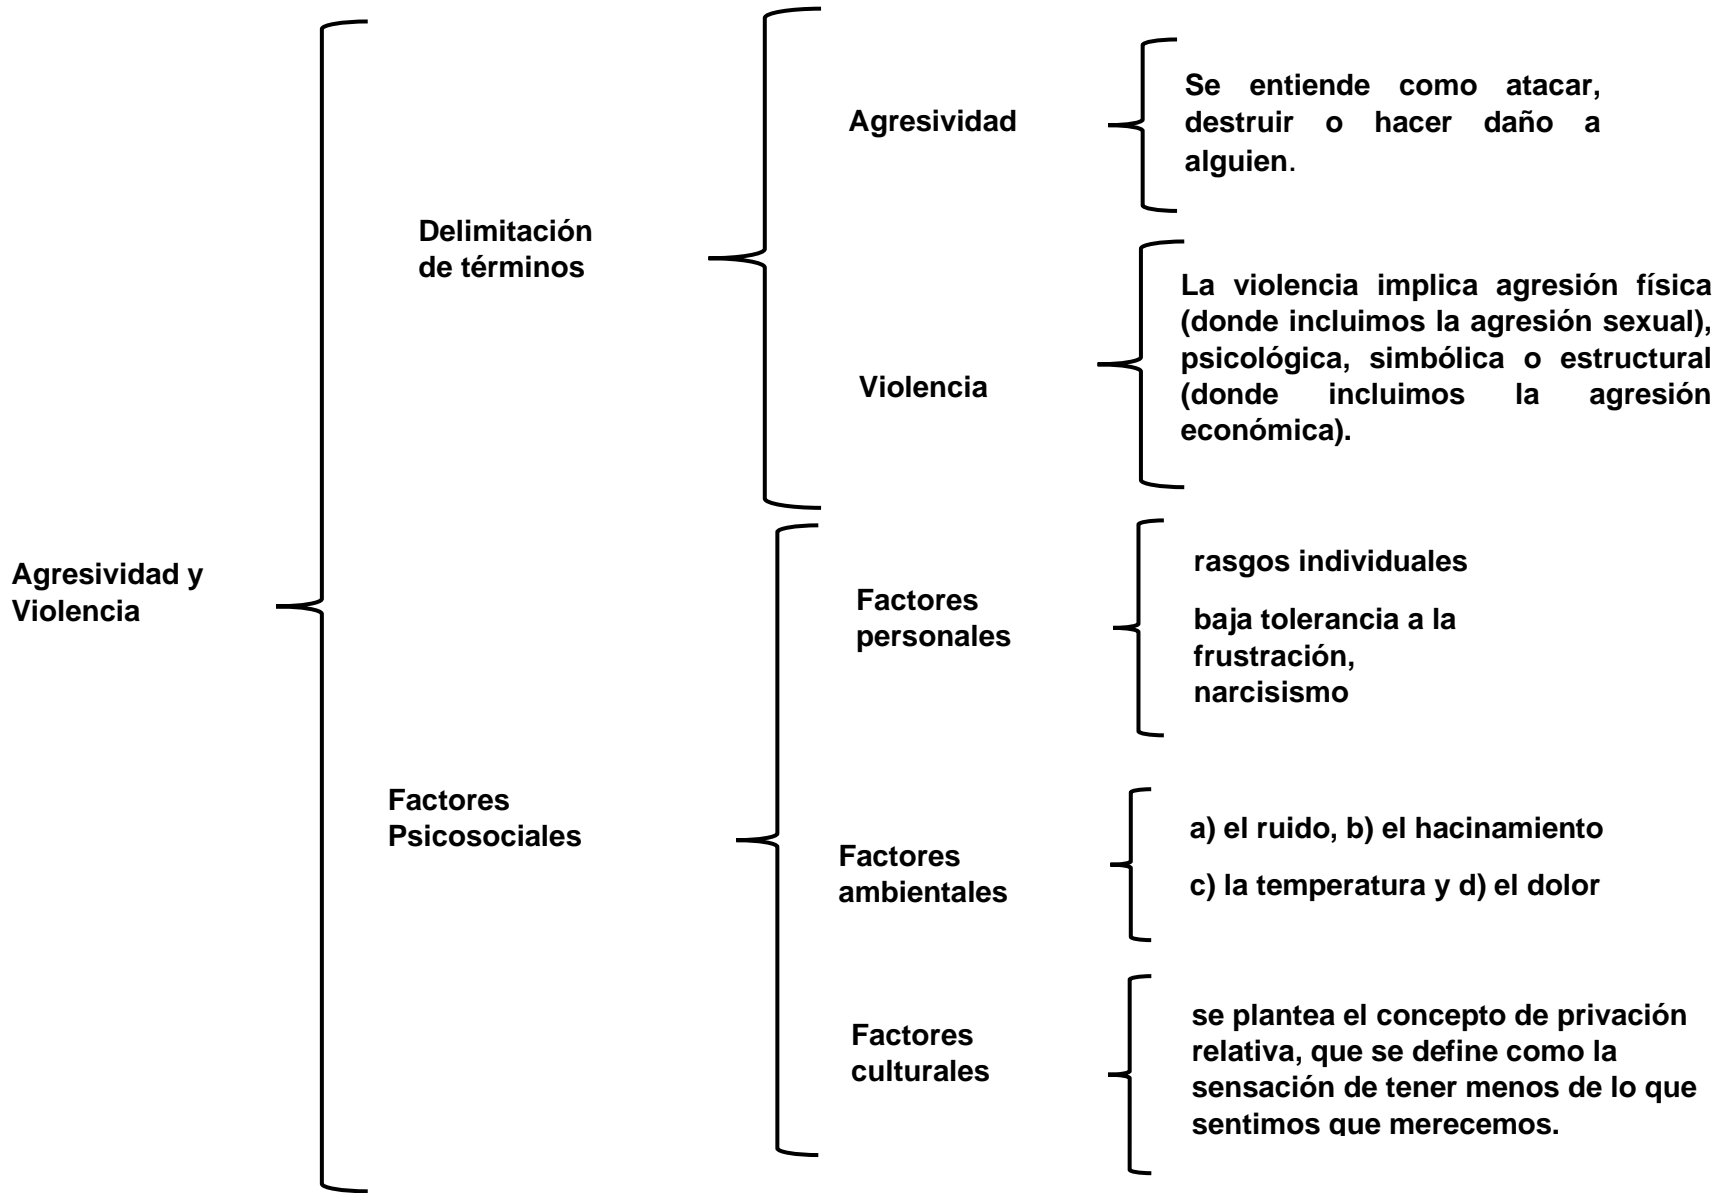 Agresividad y
Violencia
Delimitación
de términos
Agresividad
Se entiende como atacar,
destruir o hacer daño a
alguien.
Violencia
La violencia implica agresión física
(donde incluimos la agresión sexual),
psicológica, simbólica o estructural
(donde incluimos la agresión
económica).
Factores
Psicosociales
Factores
personales
rasgos individuales
baja tolerancia a la
frustración,
narcisismo
Factores
ambientales
a) el ruido, b) el hacinamiento
c) la temperatura y d) el dolor
Factores
culturales
se plantea el concepto de privación
relativa, que se define como la
sensación de tener menos de lo que
sentimos que merecemos.